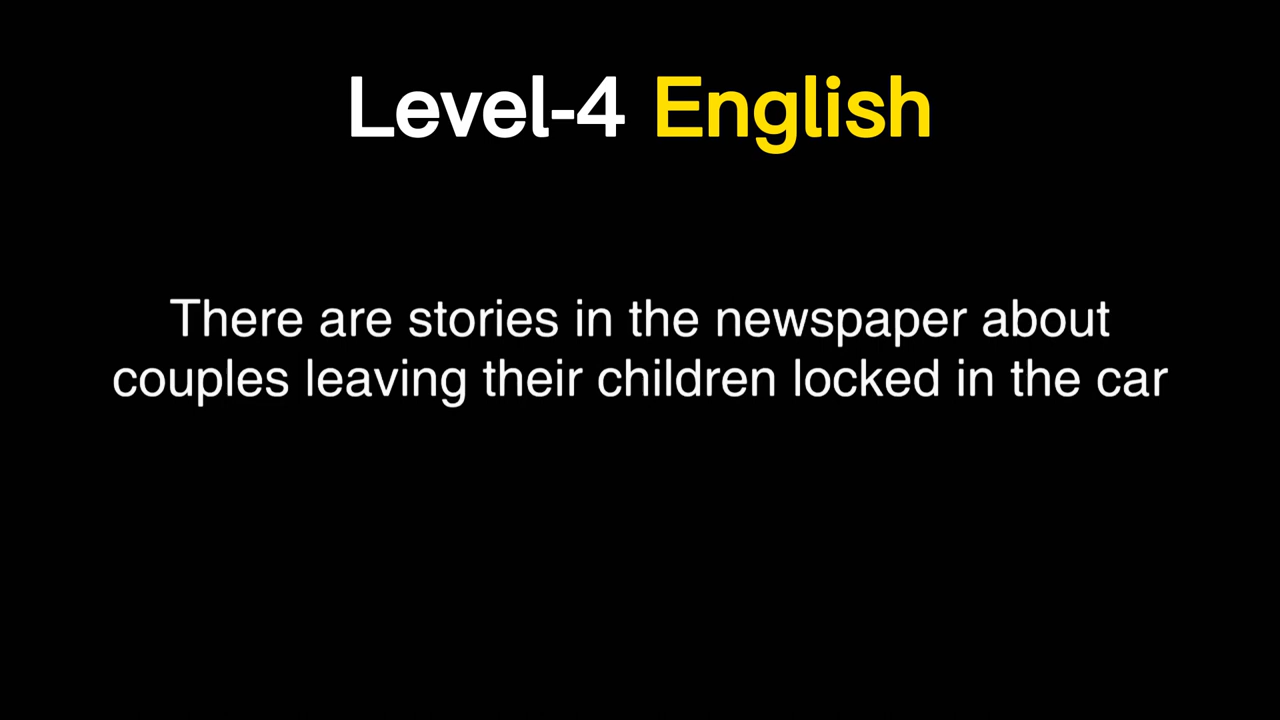 Level-4 English
There are stories in the newspaper about
couples leaving their children locked in the car